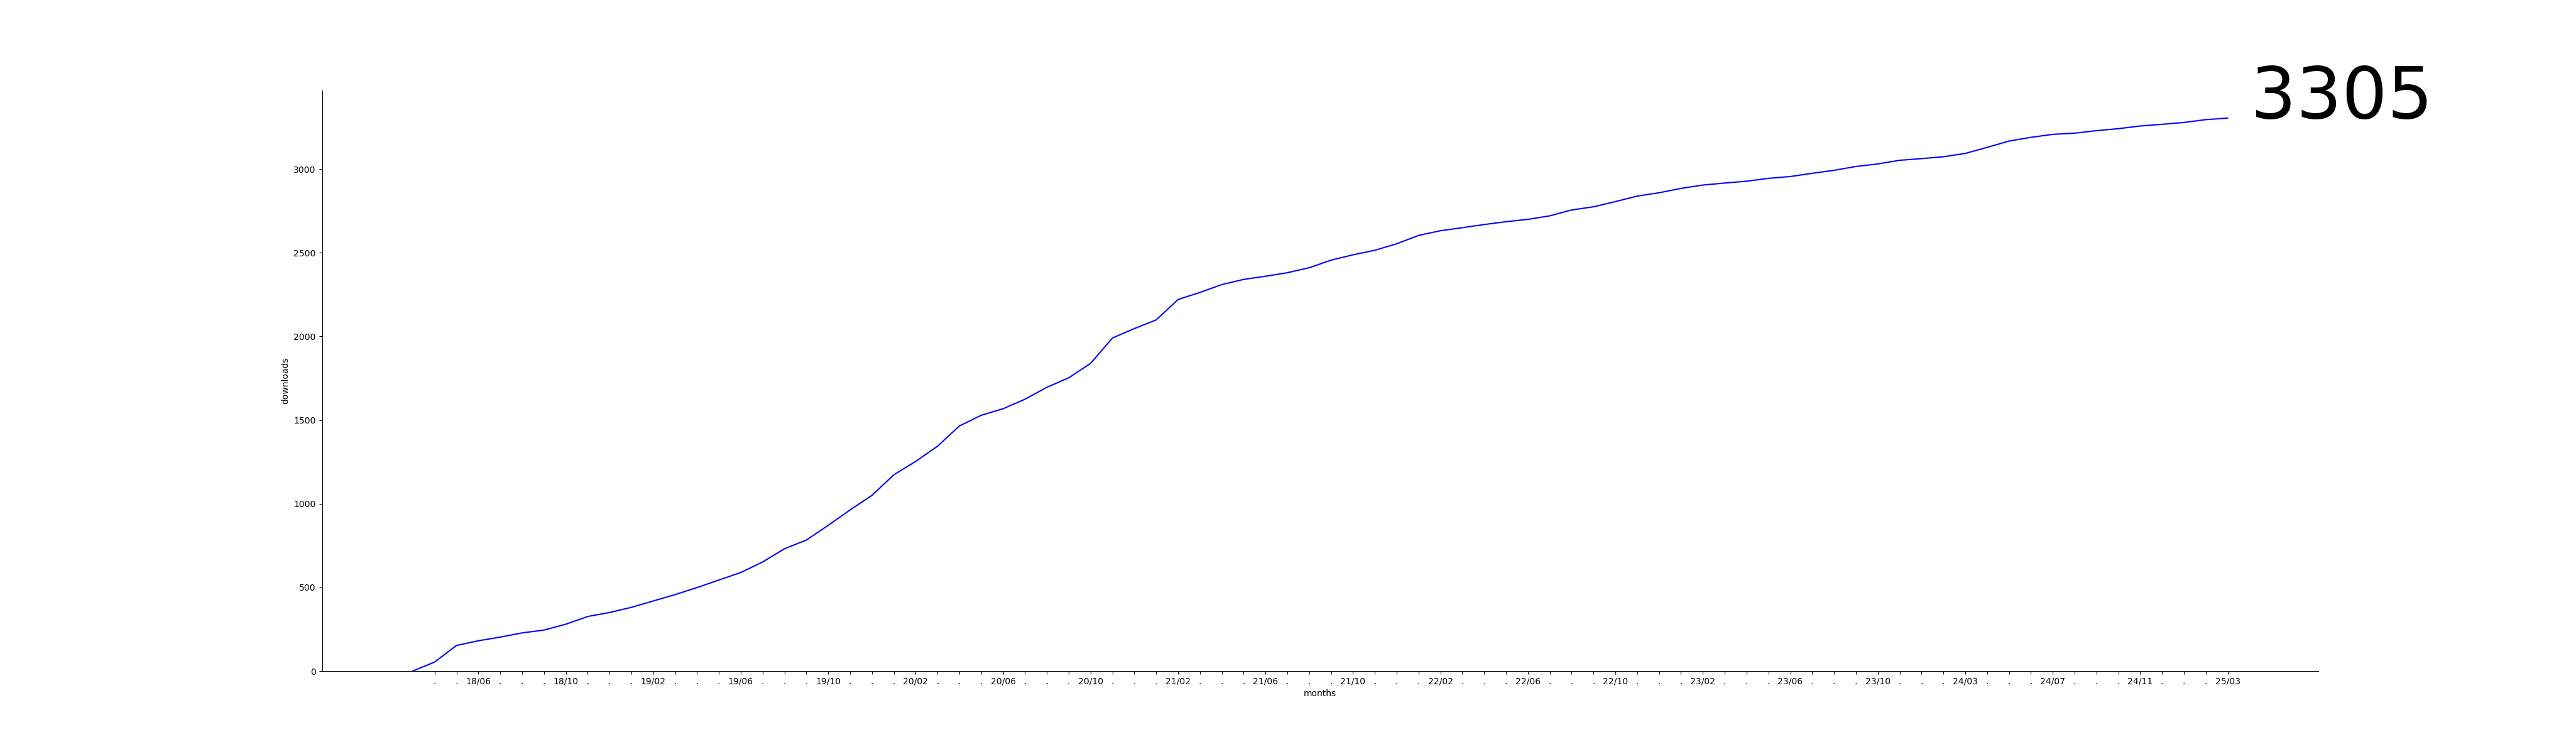 3305
3000
2500
2000
downloads
1500
1000
500
0
. . 18/06 . . . 18/10 . . . 19/02 . . . 19/06 . . . 19/10 . . . 20/02 . . . 20/06 . . . 20/10 . . . 21/02 . . . 21/06 . . . 21/10 . . . 22/02 . . . 22/06 . . . 22/10 . . . 23/02 . . . 23/06 . . . 23/10 . . . 24/03 . . . 24/07 . . . 24/11 . . . 25/03
months